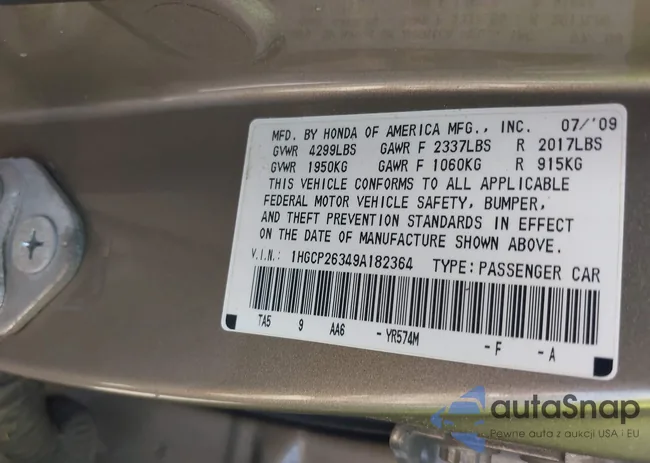 MFD. BY HONDA OF AMERICA MFG., INC. 07/'09
GVWR 4299LBS GAWR F 2337LBS R 2017LBS
GVWR 1950KG GAWR F 1060KG R 915KG
THIS VEHICLE CONFORMS TO ALL APPLICABLE
FEDERAL MOTOR VEHICLE SAFETY, BUMPER,
AND THEFT PREVENTION STANDARDS IN EFFECT
ON THE DATE OF MANUFACTURE SHOWN ABOVE.
V.I.N.: 1HGCP26349A182364 TYPE: PASSENGER CAR
TA5 9 AA6 -YR574M -F -A
autaSnap
Pewne auta z aukcji USA i EU